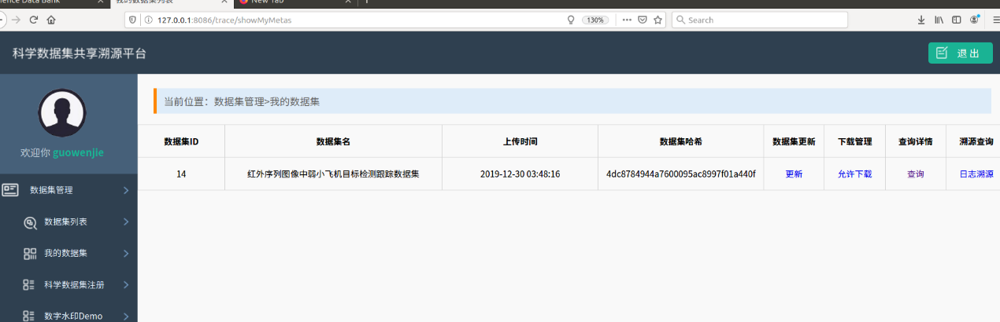 ience Data Bank
我的数据集列表
New Tab
127.0.0.1:8086/trace/showMyMetas
130%
Search
科学数据集共享溯源平台
退 出
欢迎你 guowenjie
当前位置：数据集管理>我的数据集
数据集ID 数据集名 上传时间 数据集哈希 数据集更新 下载管理 查询详情 溯源查询
14 红外序列图像中弱小飞机目标检测跟踪数据集 2019-12-30 03:48:16 4dc8784944a7600095ac8997f01a440f 更新 允许下载 查询 日志溯源
数据集管理
数据集列表
我的数据集
科学数据集注册
数字水印Demo